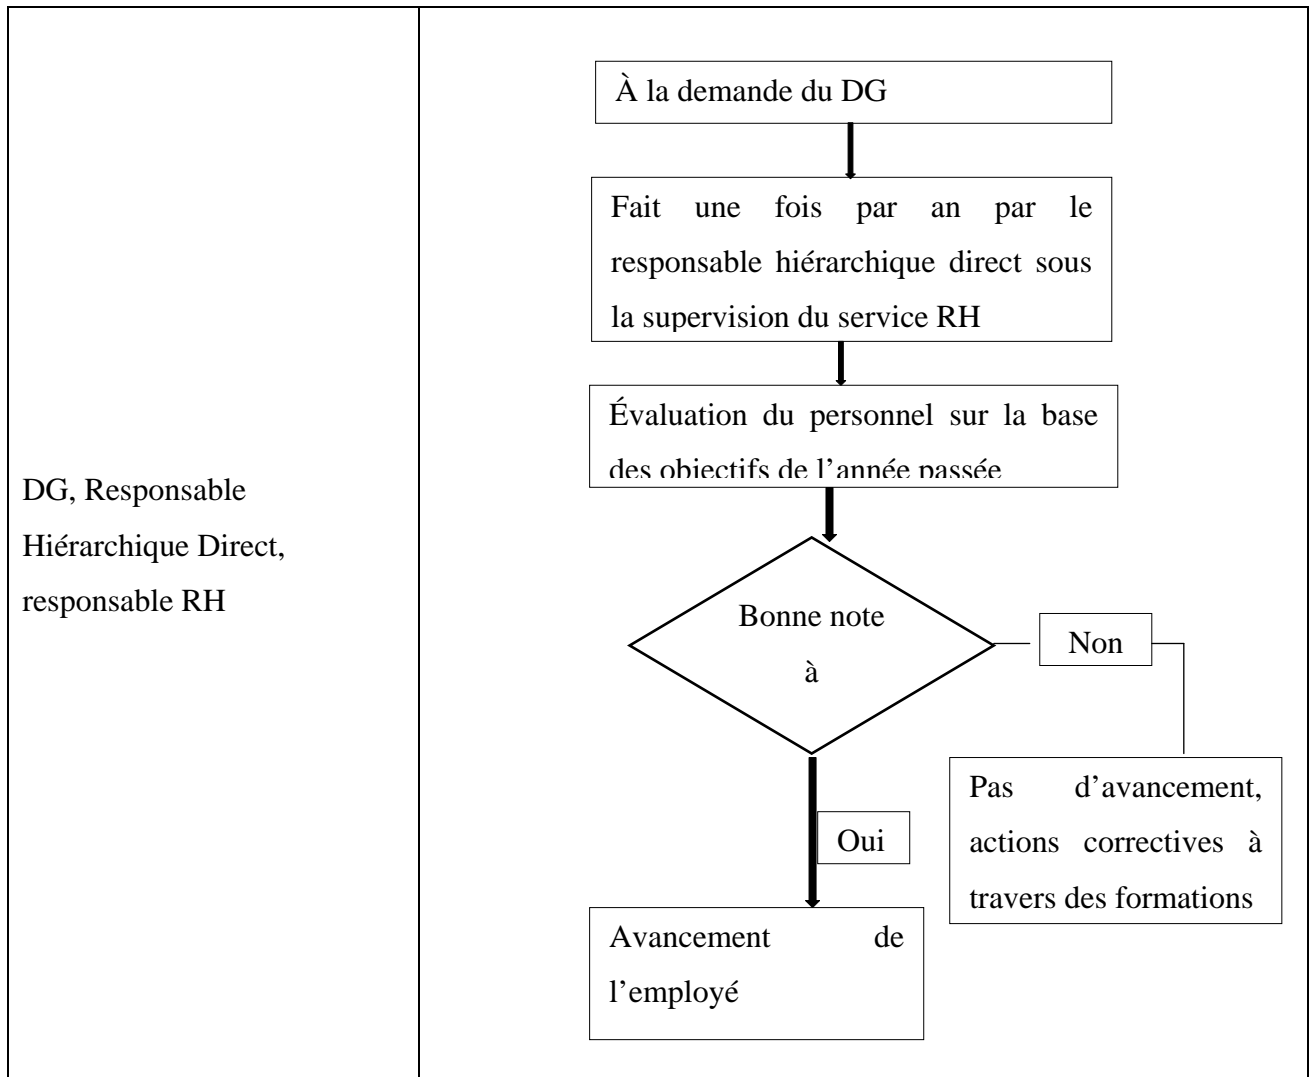 DG, Responsable
Hiérarchique Direct,
responsable RH
À la demande du DG
Fait une fois par an par le
responsable hiérarchique direct sous
la supervision du service RH
Évaluation du personnel sur la base
des objectifs de l’année passée
Bonne note
à
Non
Oui
Pas d’avancement,
actions correctives à
travers des formations
Avancement de
l’employé